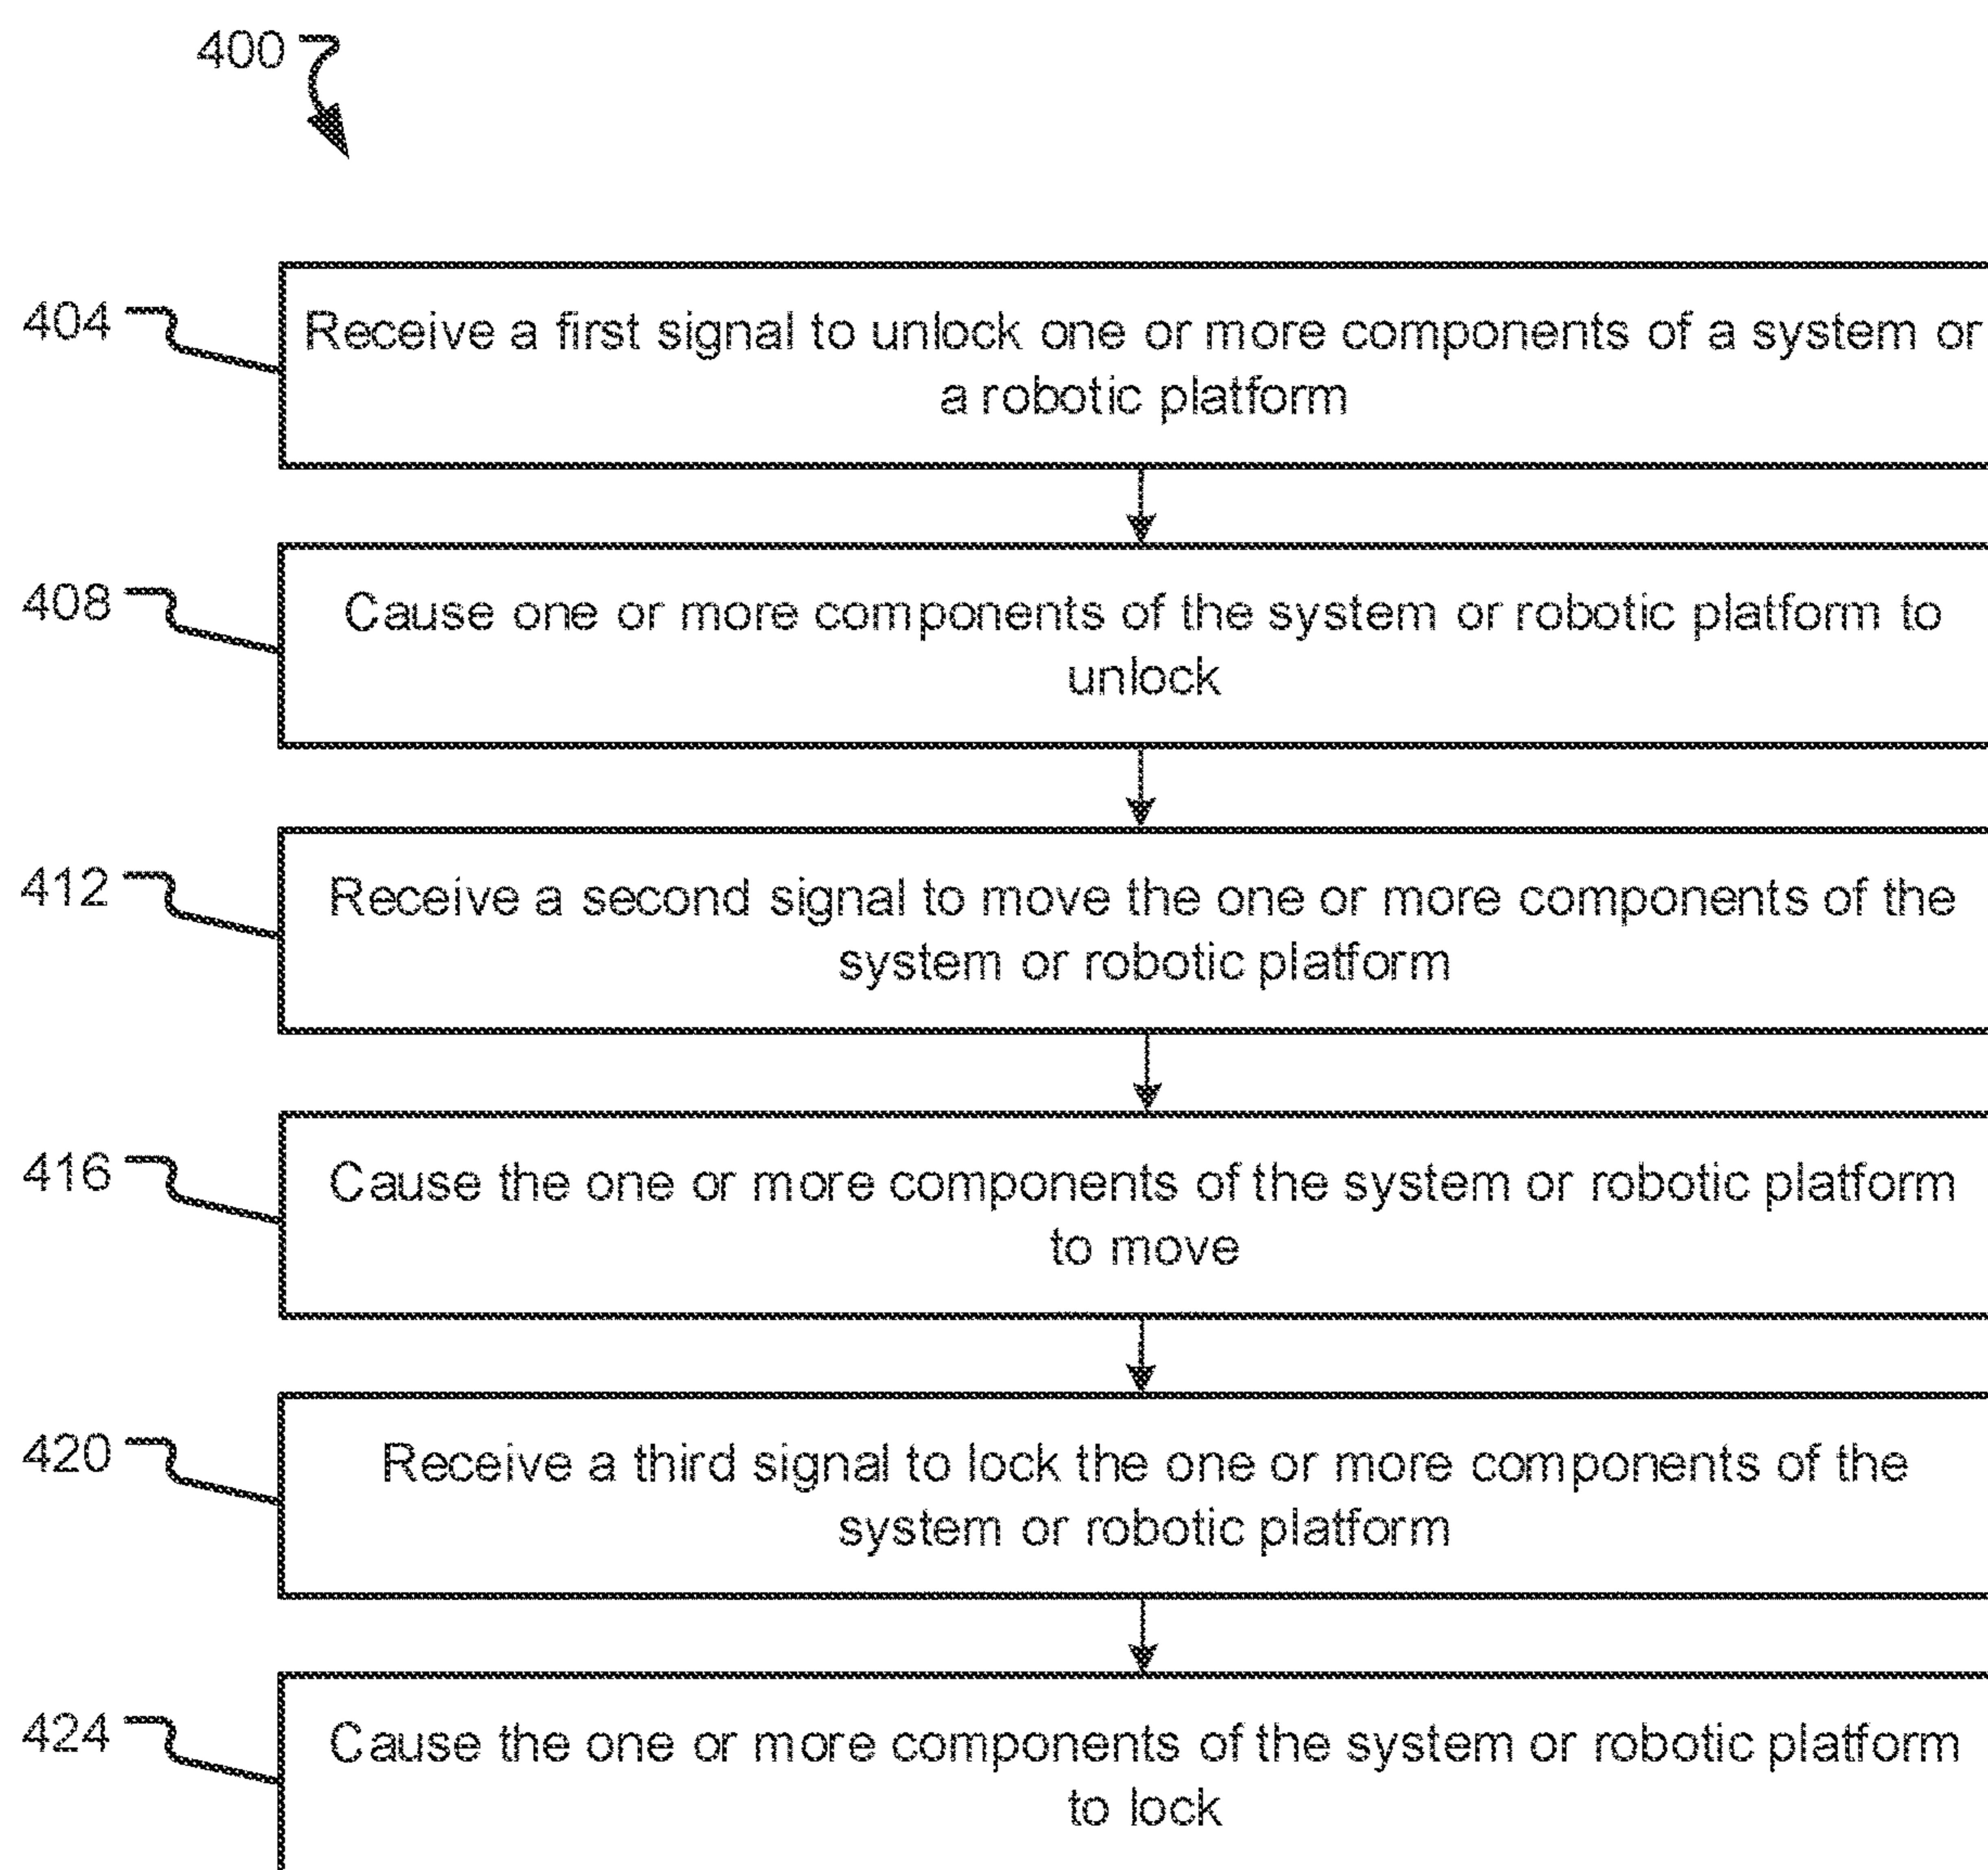 400
404
Receive a first signal to unlock one or more components of a system or
a robotic platform
408
Cause one or more components of the system or robotic platform to
unlock
412
Receive a second signal to move the one or more components of the
system or robotic platform
416
Cause the one or more components of the system or robotic platform
to move
420
Receive a third signal to lock the one or more components of the
system or robotic platform
424
Cause the one or more components of the system or robotic platform
to lock